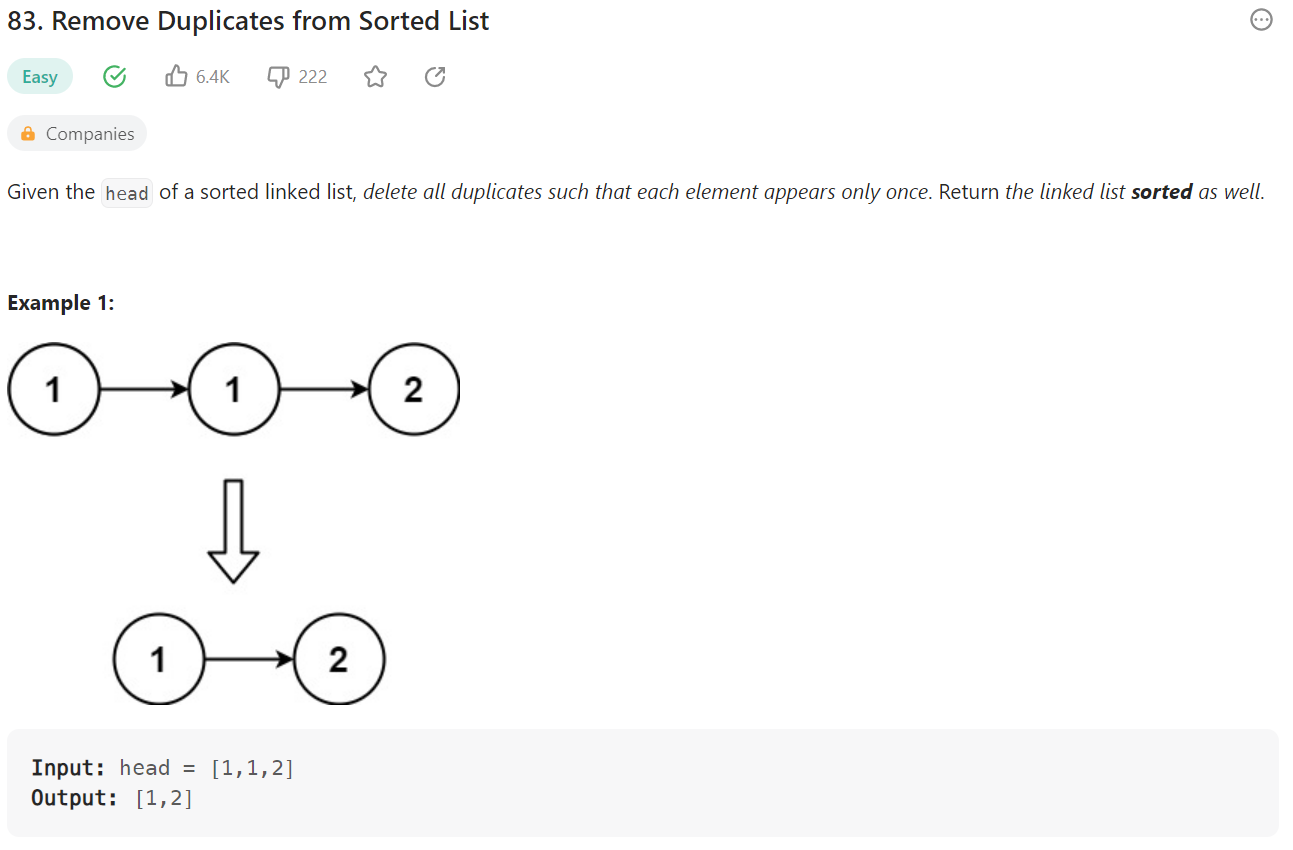 83. Remove Duplicates from Sorted List
Easy 6.4K 222
Companies
Given the head of a sorted linked list, delete all duplicates such that each element appears only once. Return the linked list sorted as well.
Example 1:
1 1 2
1 2
Input: head = [1,1,2]
Output: [1,2]